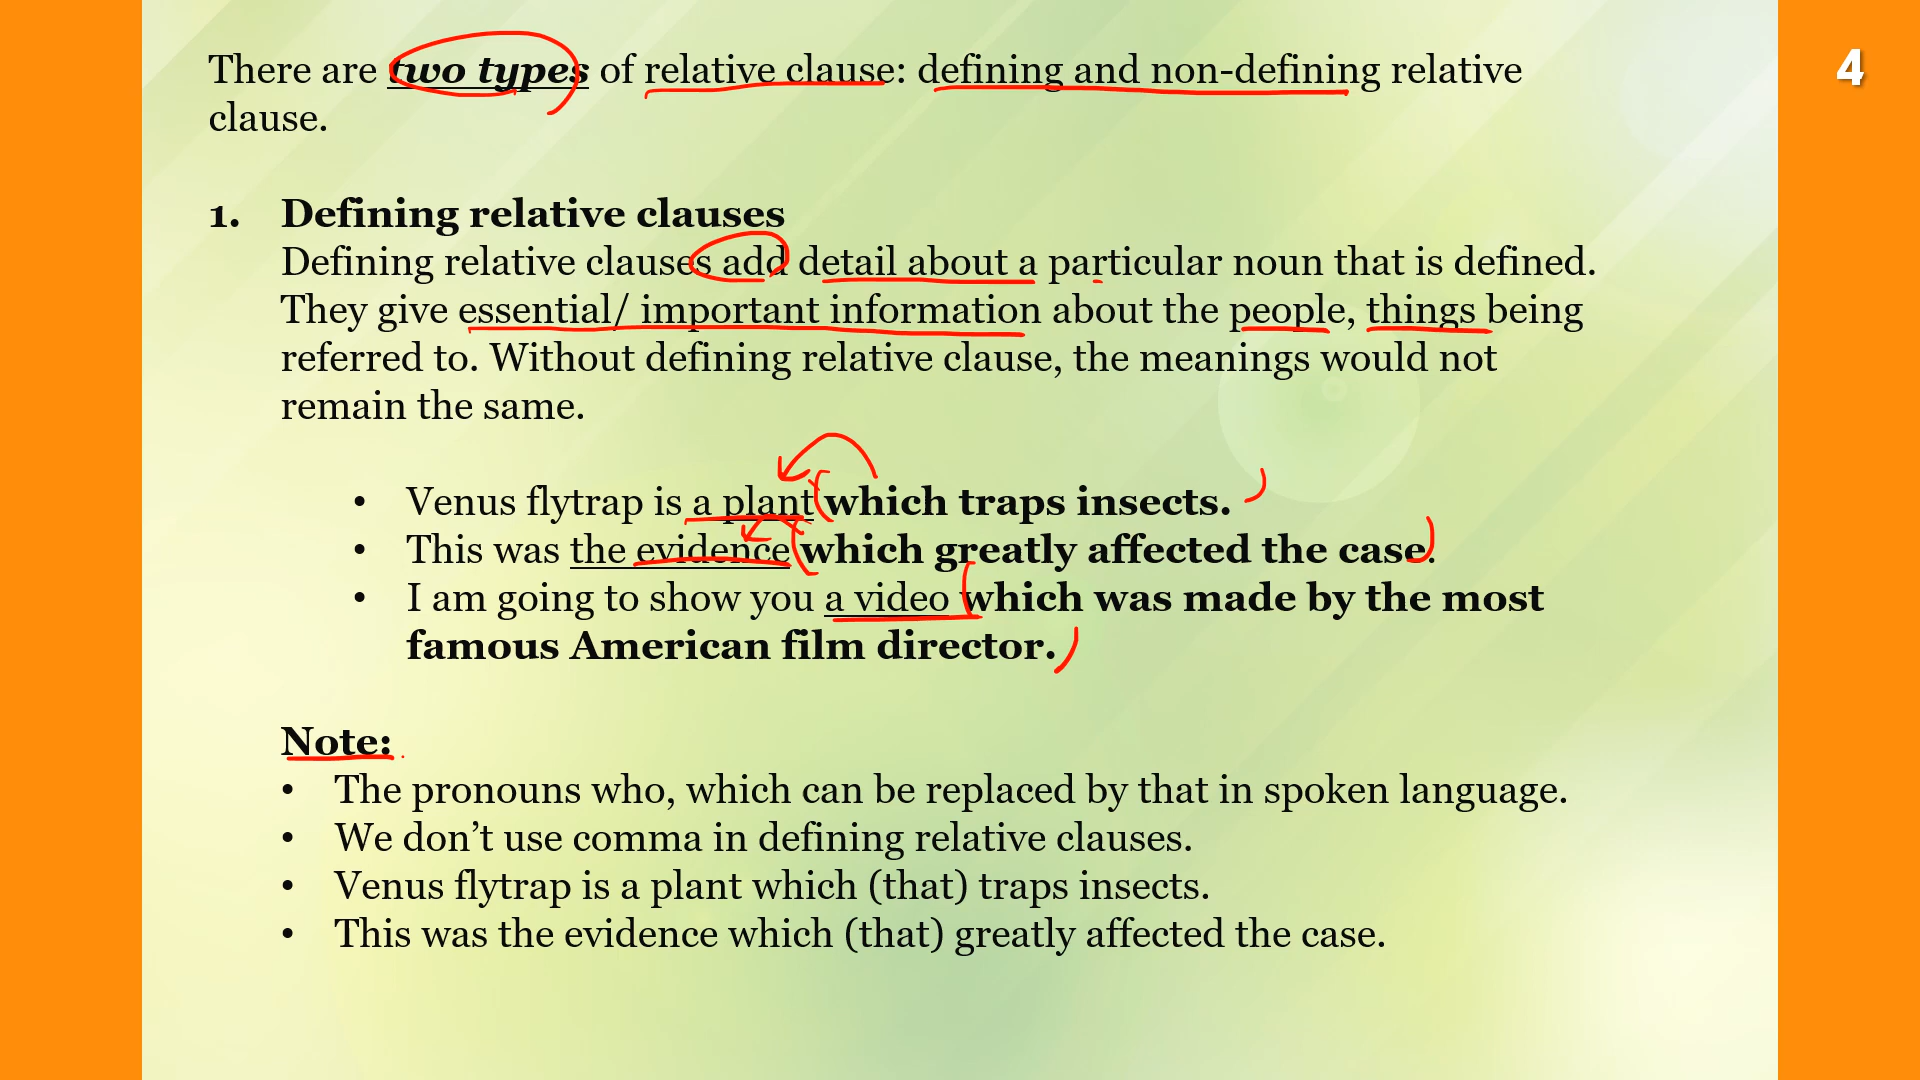 There are two types of relative clause: defining and non-defining relative
4
clause.
1. Defining relative clauses
Defining relative clauses add detail about a particular noun that is defined.
They give essential/ important information about the people, things being
referred to. Without defining relative clause, the meanings would not
remain the same.
• Venus flytrap is a plant which traps insects.
• This was the evidence which greatly affected the case.
• I am going to show you a video which was made by the most
famous American film director.
Note:
• The pronouns who, which can be replaced by that in spoken language.
• We don’t use comma in defining relative clauses.
• Venus flytrap is a plant which (that) traps insects.
• This was the evidence which (that) greatly affected the case.